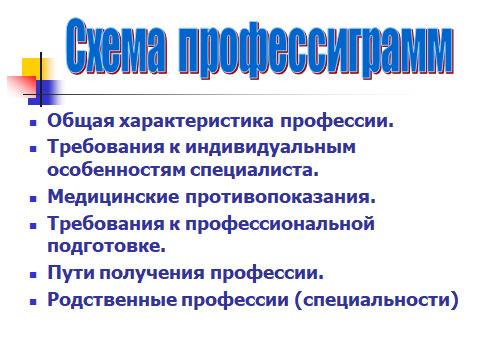 Схема профессиграмм
Общая характеристика профессии.
Требования к индивидуальным
особенностям специалиста.
Медицинские противопоказания.
Требования к профессиональной
подготовке.
Пути получения профессии.
Родственные профессии (специальности)